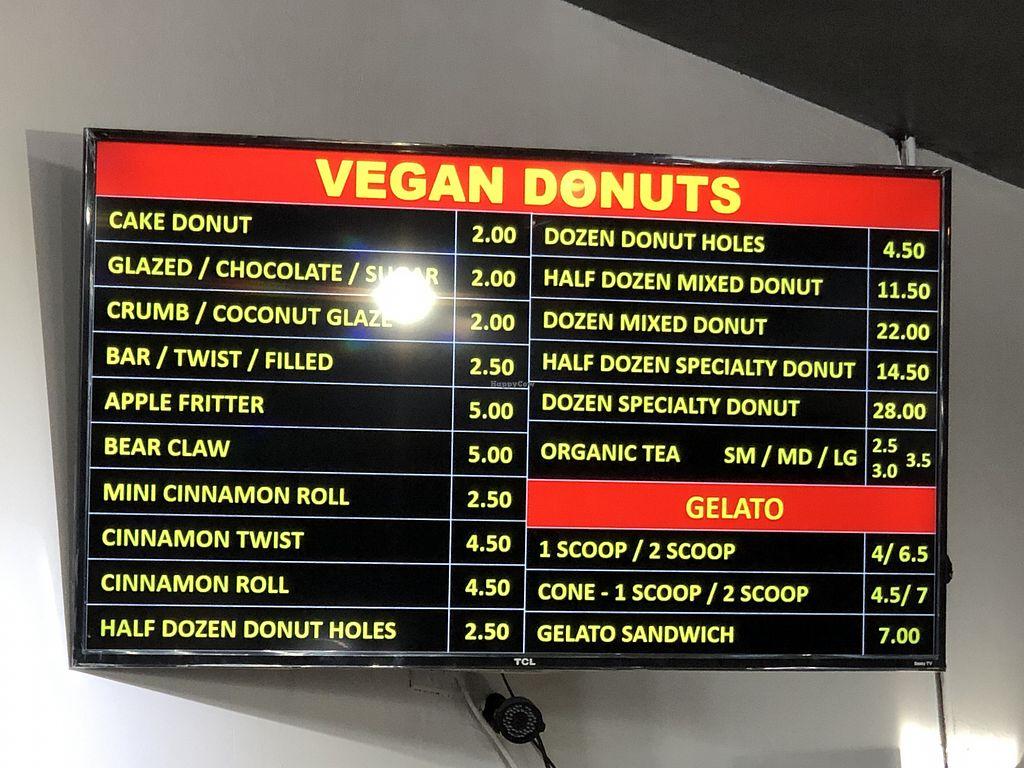 VEGAN DONUTS
CAKE DONUT 2.00
GLAZED / CHOCOLATE / SUGAR 2.00
CRUMB / COCONUT GLAZE 2.00
BAR / TWIST / FILLED 2.50
APPLE FRITTER 5.00
BEAR CLAW 5.00
MINI CINNAMON ROLL 2.50
CINNAMON TWIST 4.50
CINNAMON ROLL 4.50
HALF DOZEN DONUT HOLES 2.50
DOZEN DONUT HOLES 4.50
HALF DOZEN MIXED DONUT 11.50
DOZEN MIXED DONUT 22.00
HALF DOZEN SPECIALTY DONUT 14.50
DOZEN SPECIALTY DONUT 28.00
ORGANIC TEA SM / MD / LG 2.5 3.0 3.5
GELATO
1 SCOOP / 2 SCOOP 4/ 6.5
CONE - 1 SCOOP / 2 SCOOP 4.5/ 7
GELATO SANDWICH 7.00
HappyCow
TCL
Roku TV